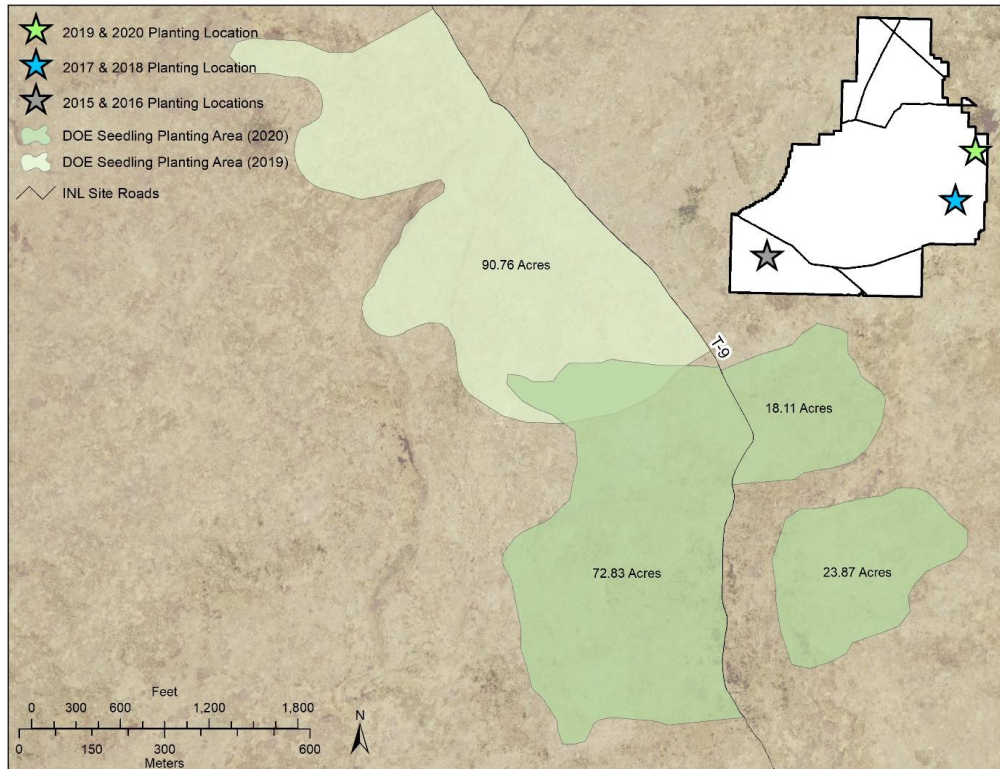 2019 & 2020 Planting Location
2017 & 2018 Planting Location
2015 & 2016 Planting Locations
DOE Seedling Planting Area (2020)
DOE Seedling Planting Area (2019)
INL Site Roads
90.76 Acres
T-9
18.11 Acres
72.83 Acres
23.87 Acres
Feet
0 300 600 1,200 1,800
0 150 300 600
Meters
N